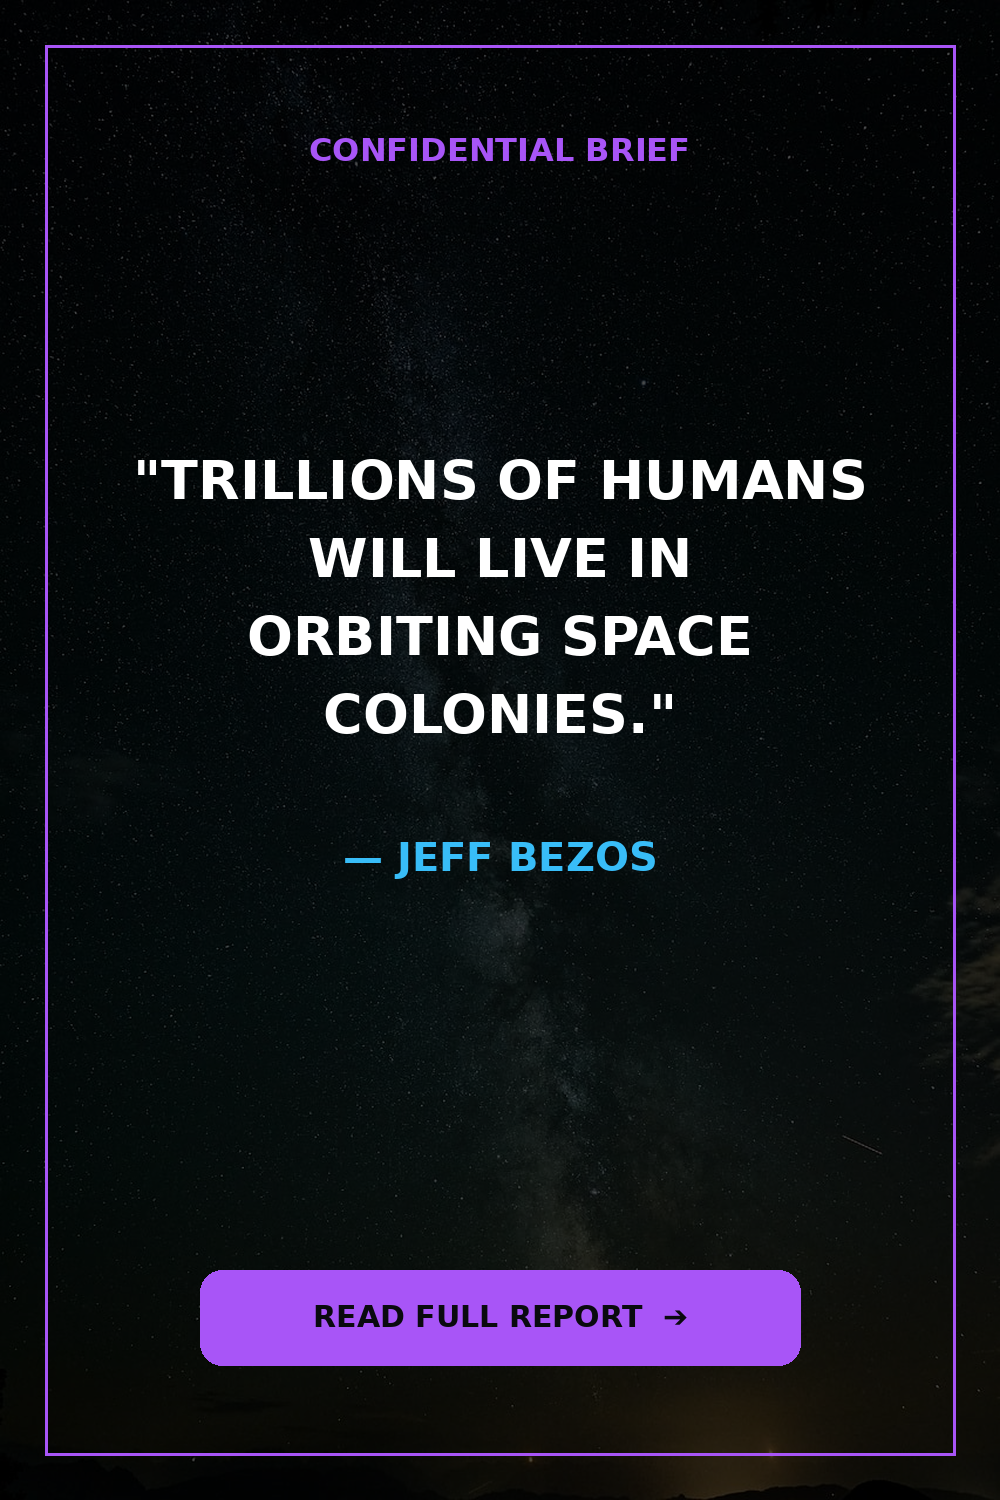 CONFIDENTIAL BRIEF
"TRILLIONS OF HUMANS
WILL LIVE IN
ORBITING SPACE
COLONIES."
— JEFF BEZOS
READ FULL REPORT ➔